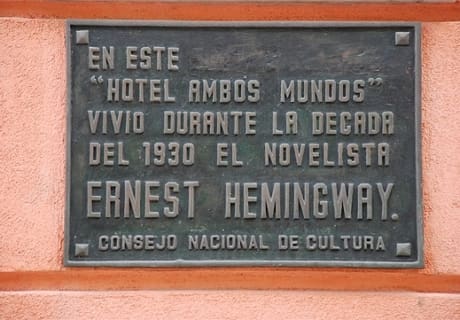 EN ESTE
"HOTEL AMBOS MUNDOS"
VIVIO DURANTE LA DECADA
DEL 1930 EL NOVELISTA
ERNEST HEMINGWAY.
CONSEJO NACIONAL DE CULTURA